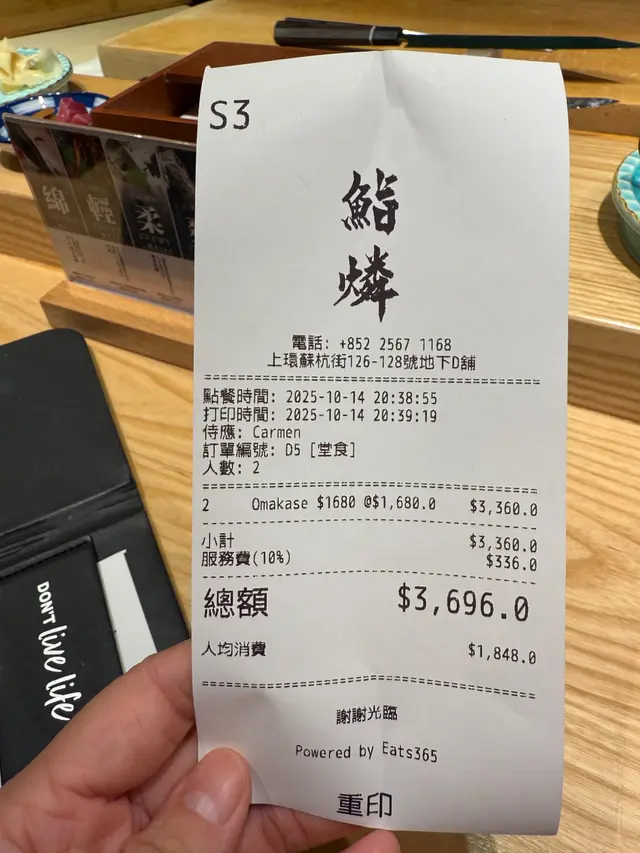 S3
鮨
燐
電話: +852 2567 1168
上環蘇杭街126-128號地下D舖
點餐時間: 2025-10-14 20:38:55
打印時間: 2025-10-14 20:39:19
侍應: Carmen
訂單編號: D5 [堂食]
人數: 2
2 Omakase $1680 @$1,680.0 $3,360.0
小計 $3,360.0
服務費(10%) $336.0
總額 $3,696.0
人均消費 $1,848.0
謝謝光臨
Powered by Eats365
重印
綿
輕
柔
DON'T live life